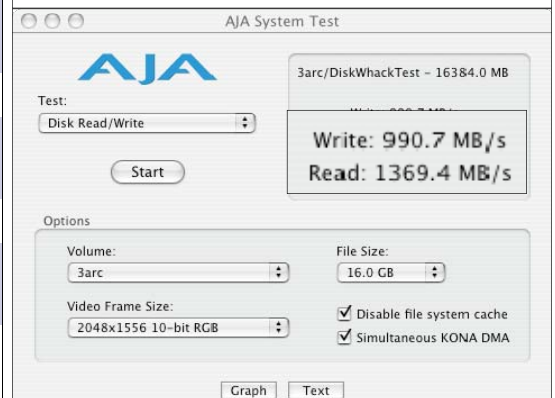 AJA System Test
AJA
3arc/DiskWhackTest - 16384.0 MB
Test:
Disk Read/Write
Write: 990.7 MB/s
Read: 1369.4 MB/s
Start
Options
Volume:
3arc
File Size:
16.0 GB
Video Frame Size:
2048x1556 10-bit RGB
Disable file system cache
Simultaneous KONA DMA
Graph
Text